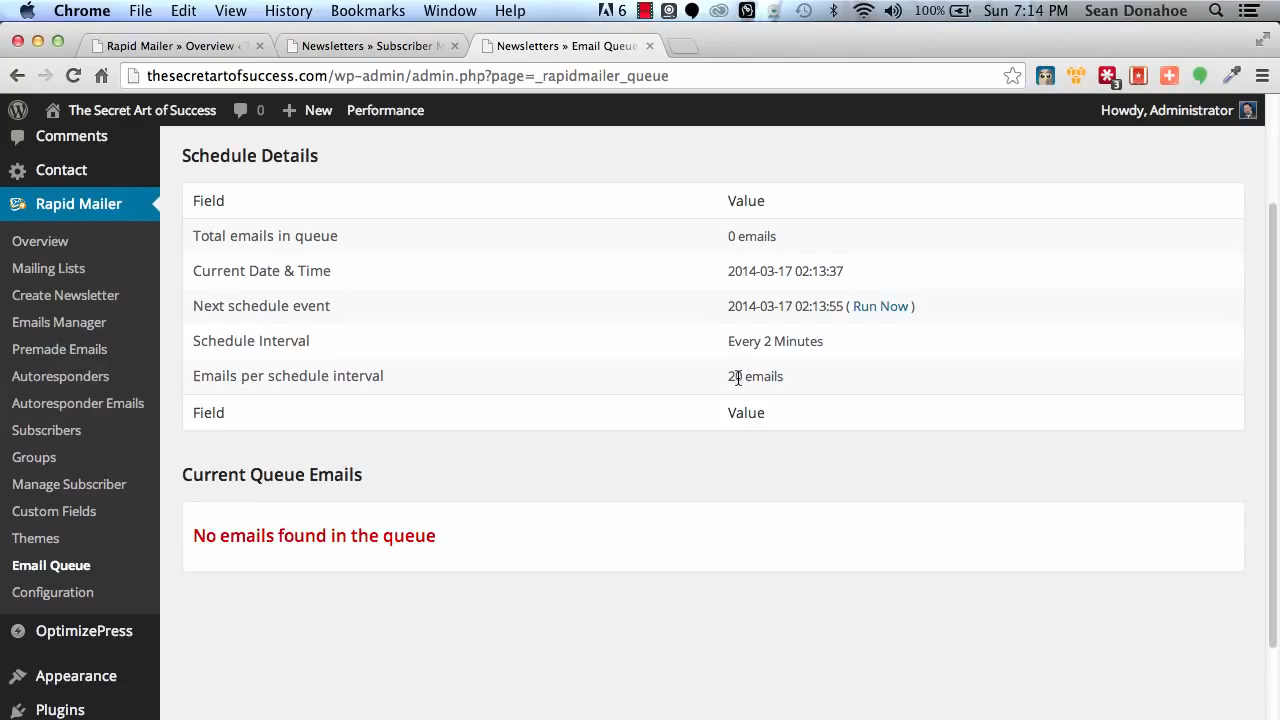 Chrome File Edit View History Bookmarks Window Help 6 100% Sun 7:14 PM Sean Donahoe
Rapid Mailer » Overview ‹ Newsletters » Subscriber M Newsletters » Email Queue
thesecretartofsuccess.com/wp-admin/admin.php?page=_rapidmailer_queue 3
The Secret Art of Success 0 New Performance Howdy, Administrator
Comments
Contact
Rapid Mailer
Overview
Mailing Lists
Create Newsletter
Emails Manager
Premade Emails
Autoresponders
Autoresponder Emails
Subscribers
Groups
Manage Subscriber
Custom Fields
Themes
Email Queue
Configuration
OptimizePress
Appearance
Plugins
Schedule Details
Field Value
Total emails in queue 0 emails
Current Date & Time 2014-03-17 02:13:37
Next schedule event 2014-03-17 02:13:55 ( Run Now )
Schedule Interval Every 2 Minutes
Emails per schedule interval emails
Field Value
Current Queue Emails
No emails found in the queue